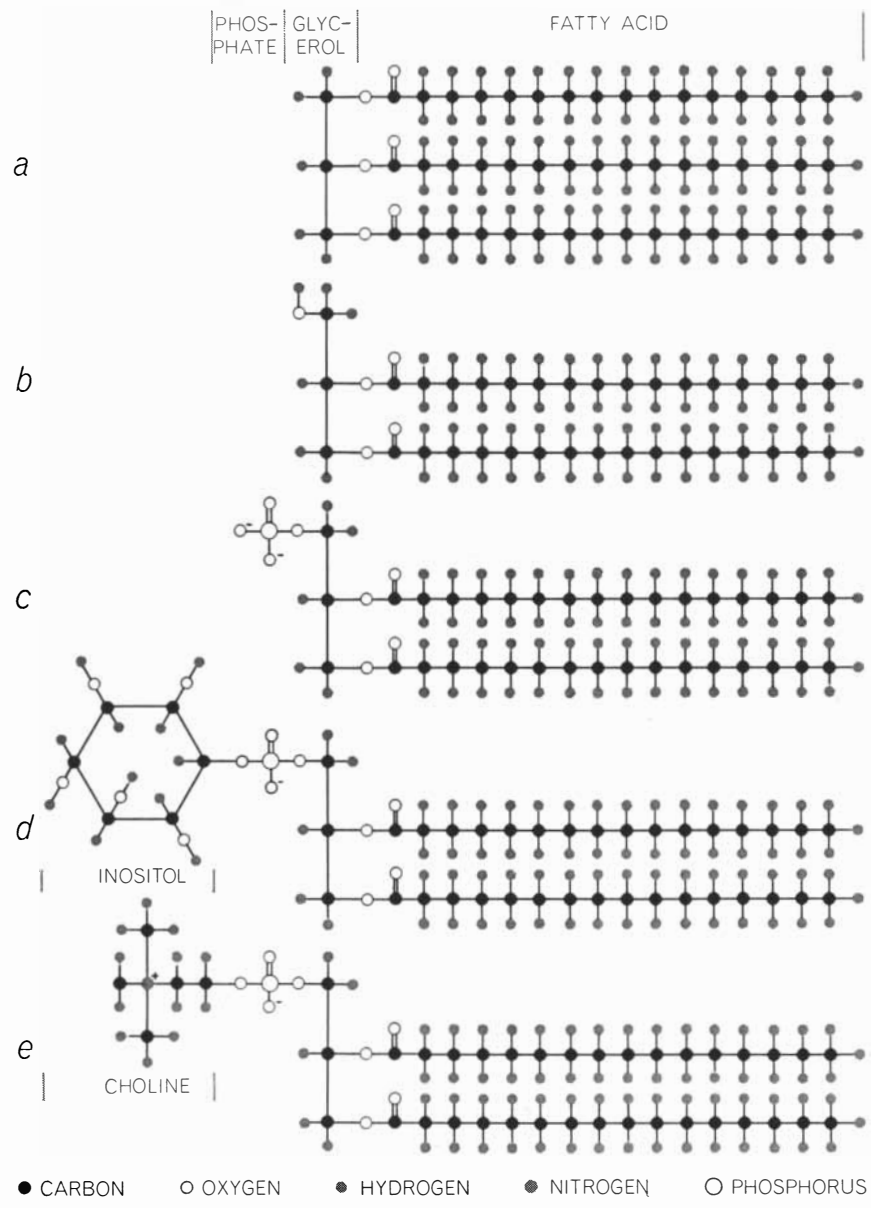 PHOS-
PHATE
GLYC-
EROL
FATTY ACID
a
b
c
d
INOSITOL
+
e
CHOLINE
CARBON OXYGEN HYDROGEN NITROGEN PHOSPHORUS